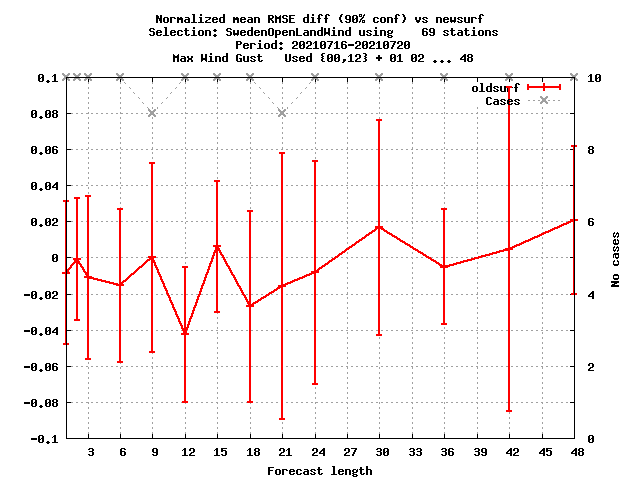 Normalized mean RMSE diff (90% conf) vs newsurf
Selection: SwedenOpenLandWind using    69 stations
Period: 20210716-20210720
Max Wind Gust   Used {00,12} + 01 02 ... 48
oldsurf
Cases
0.1
0.08
0.06
0.04
0.02
0
-0.02
-0.04
-0.06
-0.08
-0.1
10
8
6
4
2
0
No cases
3 6 9 12 15 18 21 24 27 30 33 36 39 42 45 48
Forecast length